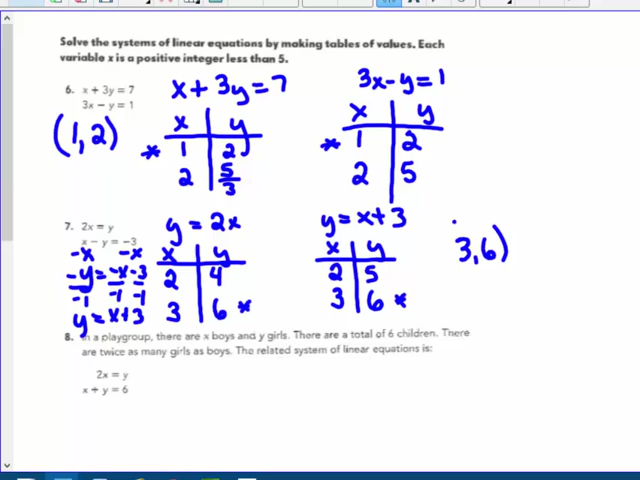 Solve the systems of linear equations by making tables of values. Each
variable x is a positive integer less than 5.
6. x + 3y = 7
3x − y = 1
(1, 2)
x + 3y = 7
x y
* 1 2
2 5/3
3x − y = 1
x y
* 1 2
2 5
7. 2x = y
x − y = −3
-x -x
-y = -x -3
-1 -1 -1
y = x + 3
y = 2x
x y
2 4
3 6 *
y = x + 3
x y
2 5
3 6 *
3, 6)
8. In a playgroup, there are x boys and y girls. There are a total of 6 children. There
are twice as many girls as boys. The related system of linear equations is:
2x = y
x + y = 6